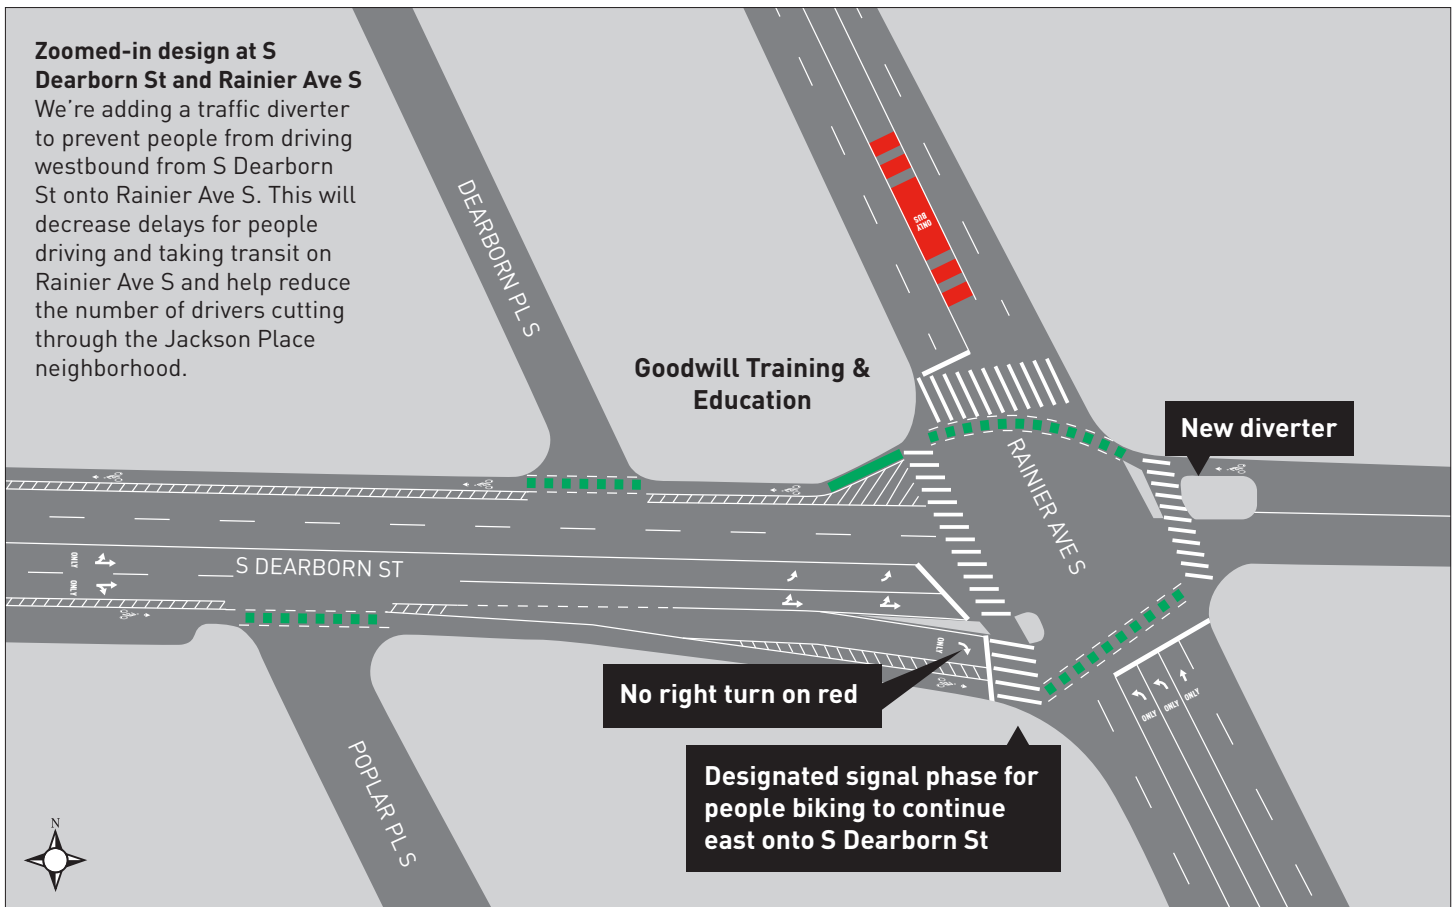 Zoomed-in design at S
Dearborn St and Rainier Ave S
We're adding a traffic diverter
to prevent people from driving
westbound from S Dearborn
St onto Rainier Ave S. This will
decrease delays for people
driving and taking transit on
Rainier Ave S and help reduce
the number of drivers cutting
through the Jackson Place
neighborhood.
DEARBORN PL S
ONLY
BUS
Goodwill Training &
Education
New diverter
RAINIER AVE S
S DEARBORN ST
ONLY
ONLY
ONLY
No right turn on red
ONLY
ONLY
ONLY
Designated signal phase for
people biking to continue
east onto S Dearborn St
POPLAR PL S
N